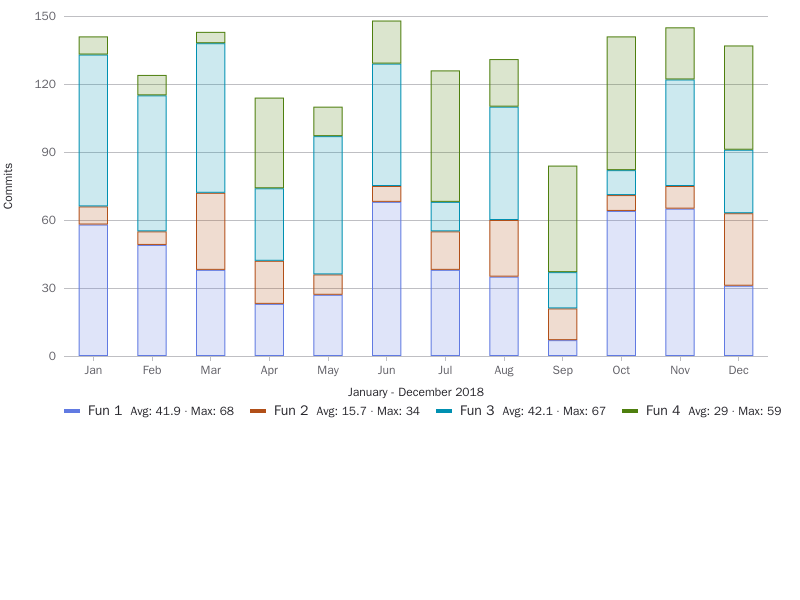 150
120
90
60
30
0
Commits
Jan Feb Mar Apr May Jun Jul Aug Sep Oct Nov Dec
January - December 2018
Fun 1 Avg: 41.9 · Max: 68 Fun 2 Avg: 15.7 · Max: 34 Fun 3 Avg: 42.1 · Max: 67 Fun 4 Avg: 29 · Max: 59